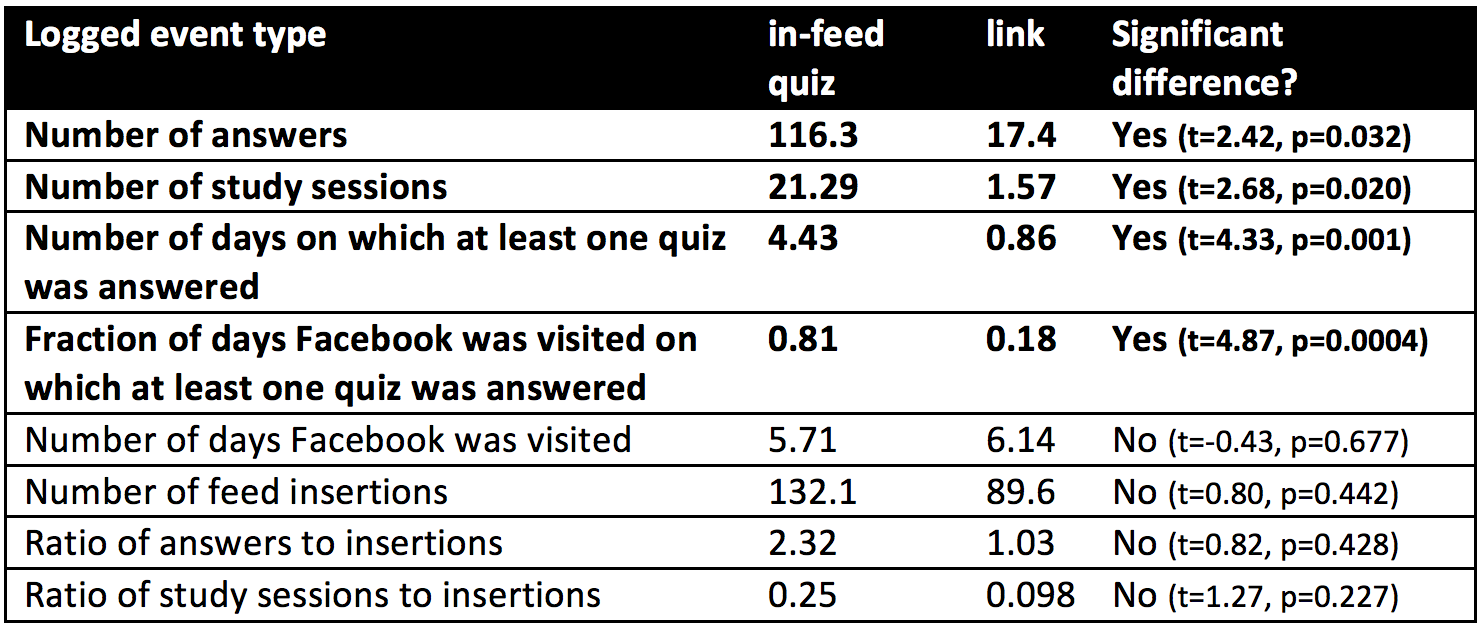 Logged event type in-feed link Significant
quiz difference?
Number of answers 116.3 17.4 Yes (t=2.42, p=0.032)
Number of study sessions 21.29 1.57 Yes (t=2.68, p=0.020)
Number of days on which at least one quiz 4.43 0.86 Yes (t=4.33, p=0.001)
was answered
Fraction of days Facebook was visited on 0.81 0.18 Yes (t=4.87, p=0.0004)
which at least one quiz was answered
Number of days Facebook was visited 5.71 6.14 No (t=-0.43, p=0.677)
Number of feed insertions 132.1 89.6 No (t=0.80, p=0.442)
Ratio of answers to insertions 2.32 1.03 No (t=0.82, p=0.428)
Ratio of study sessions to insertions 0.25 0.098 No (t=1.27, p=0.227)